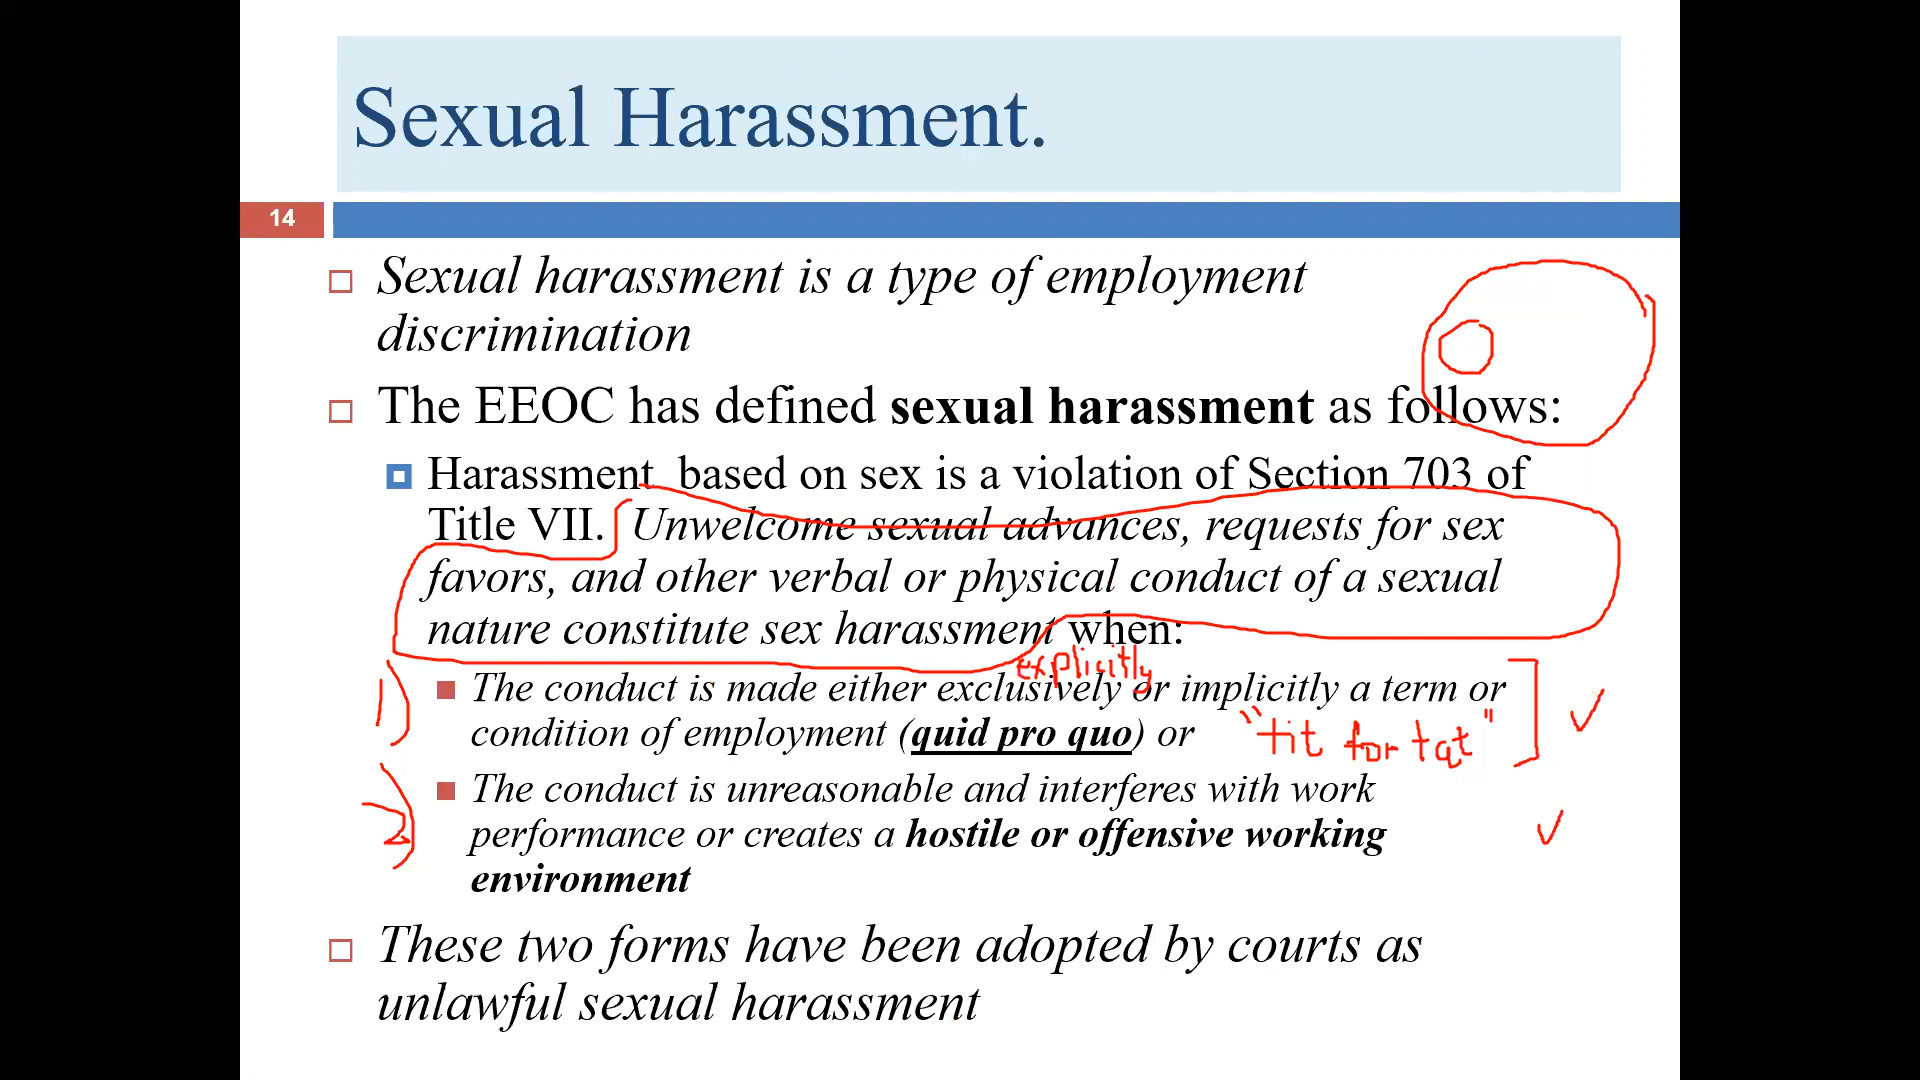 Sexual Harassment.
14
Sexual harassment is a type of employment
discrimination
The EEOC has defined sexual harassment as follows:
Harassment based on sex is a violation of Section 703 of
Title VII. Unwelcome sexual advances, requests for sex
favors, and other verbal or physical conduct of a sexual
nature constitute sex harassment when:
explicitly
1) The conduct is made either exclusively or implicitly a term or
condition of employment (quid pro quo) or "tit for tat"
2) The conduct is unreasonable and interferes with work
performance or creates a hostile or offensive working
environment
These two forms have been adopted by courts as
unlawful sexual harassment